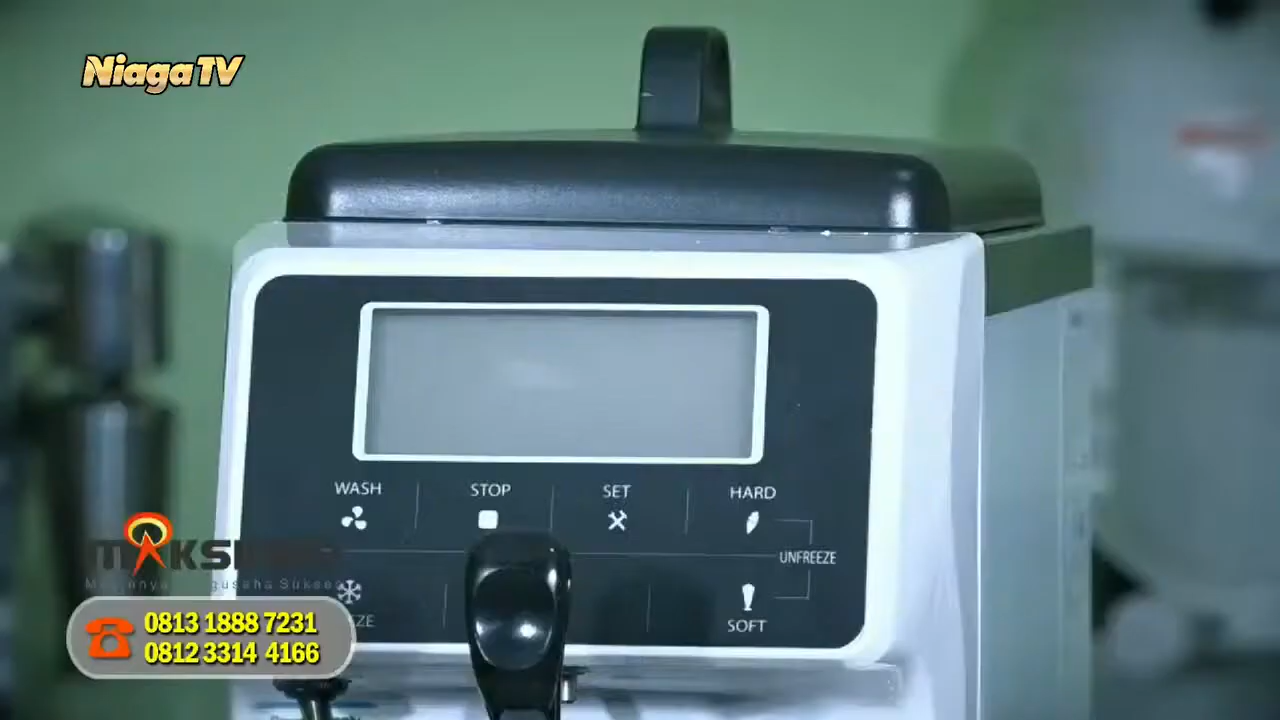 NiagaTV
WASH
STOP
SET
HARD
UNFREEZE
SOFT
0813 1888 7231
0812 3314 4166